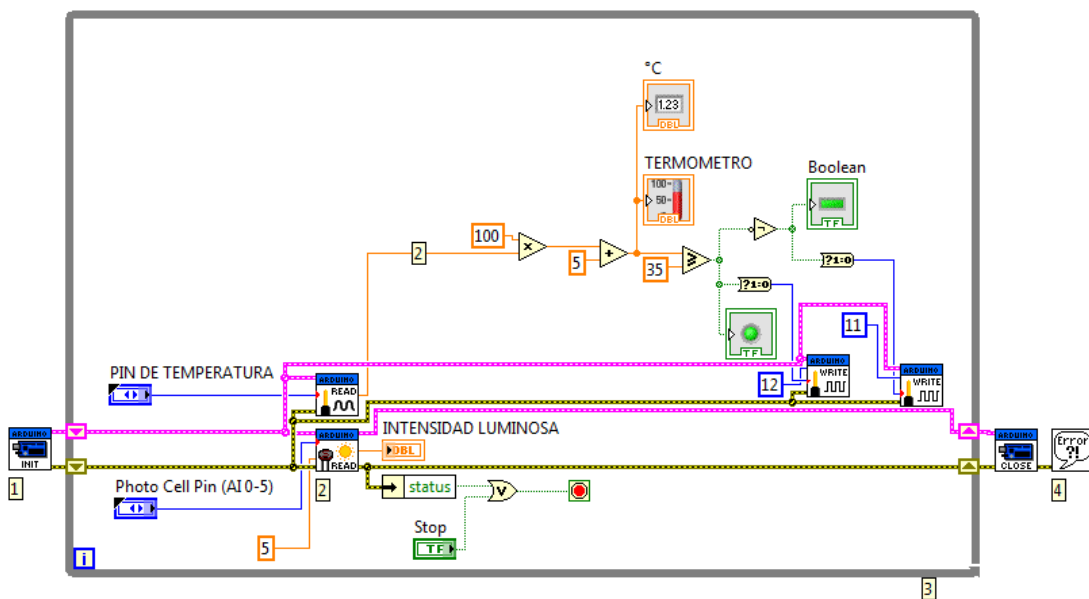 °C
1.23
DBL
TERMOMETRO
100
50
DBL
Boolean
TF
2
100
x
5
+
35
≥
¬
?1:0
?1:0
TF
11
12
ARDUINO
WRITE
ARDUINO
WRITE
PIN DE TEMPERATURA
ARDUINO
READ
INTENSIDAD LUMINOSA
DBL
ARDUINO
READ
ARDUINO
INIT
1
Photo Cell Pin (AI 0-5)
2
status
V
Stop
TF
5
i
ARDUINO
CLOSE
Error
?!
4
3